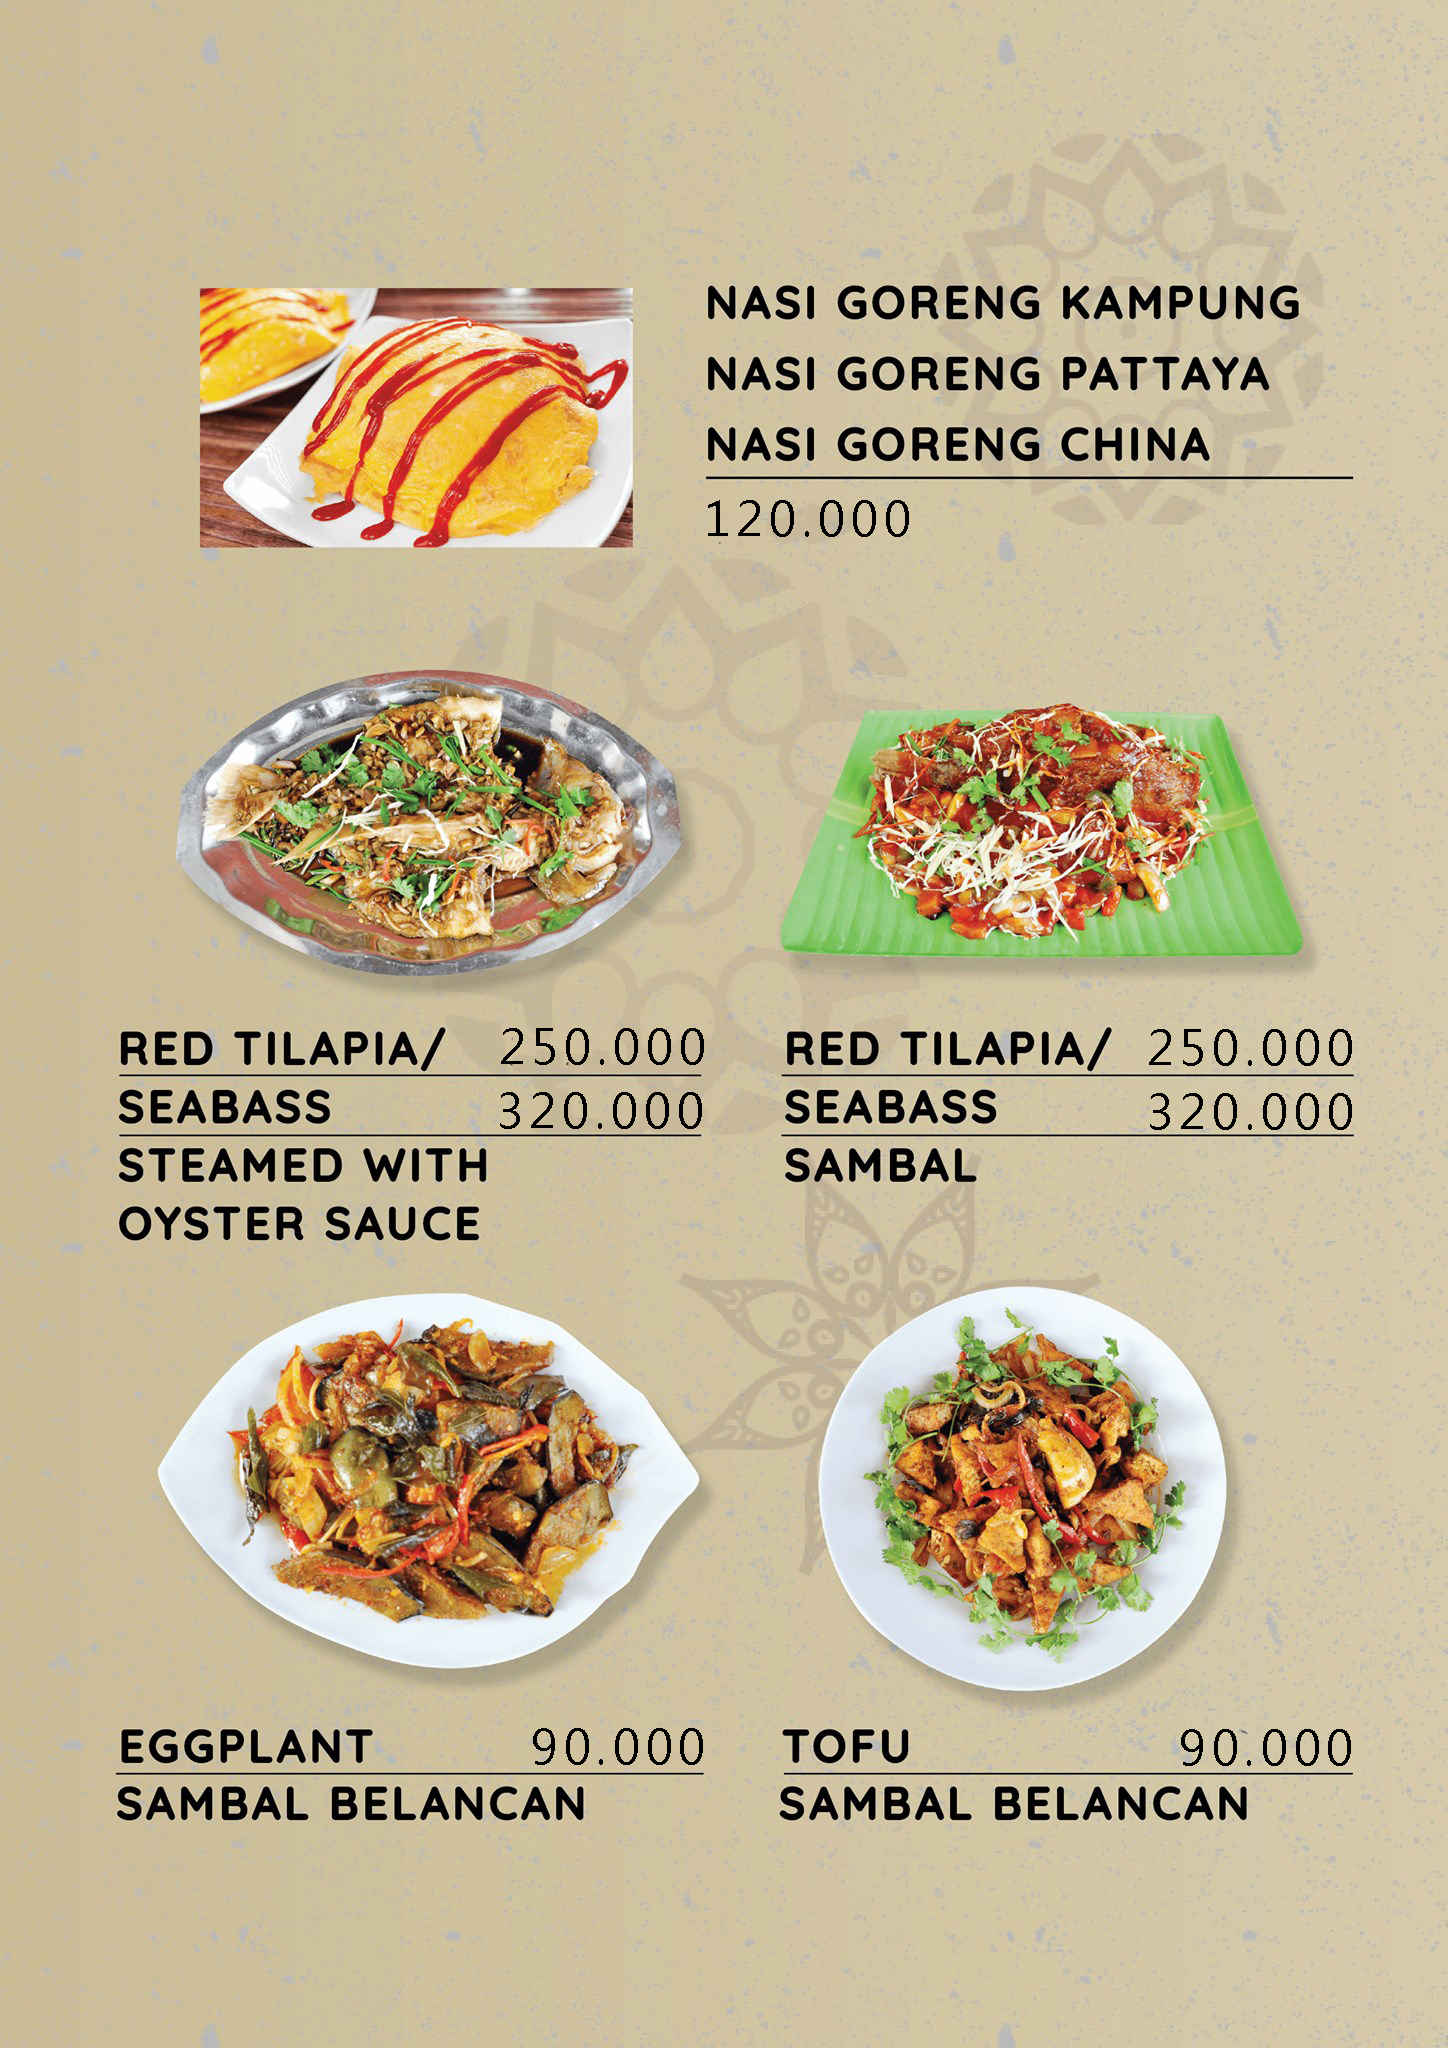 NASI GORENG KAMPUNG
NASI GORENG PATTAYA
NASI GORENG CHINA
120.000
RED TILAPIA/ 250.000
SEABASS 320.000
STEAMED WITH
OYSTER SAUCE
RED TILAPIA/ 250.000
SEABASS 320.000
SAMBAL
EGGPLANT 90.000
SAMBAL BELANCAN
TOFU 90.000
SAMBAL BELANCAN